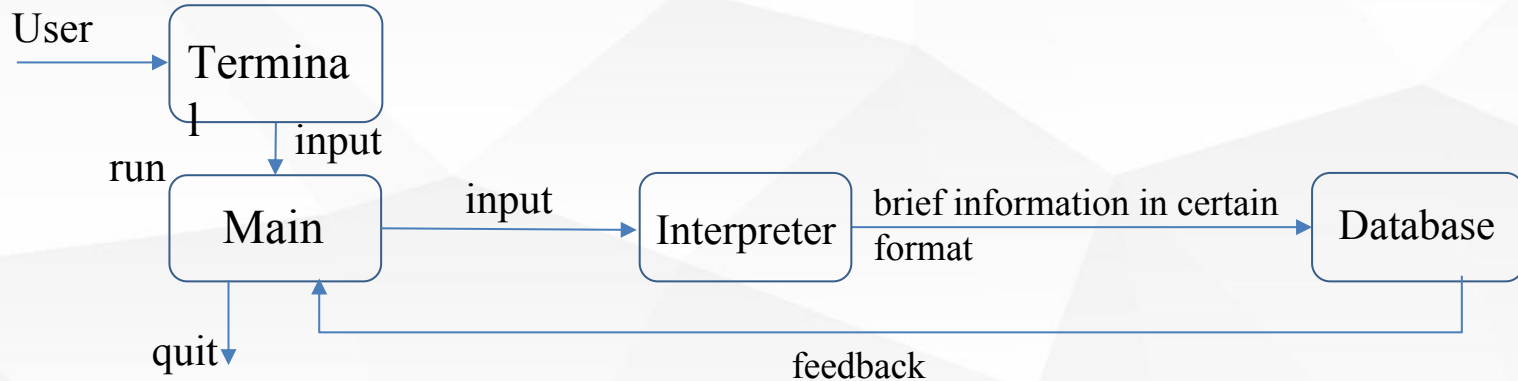 User
Termina
l
input
run
Main
input
Interpreter
brief information in certain
format
Database
quit
feedback